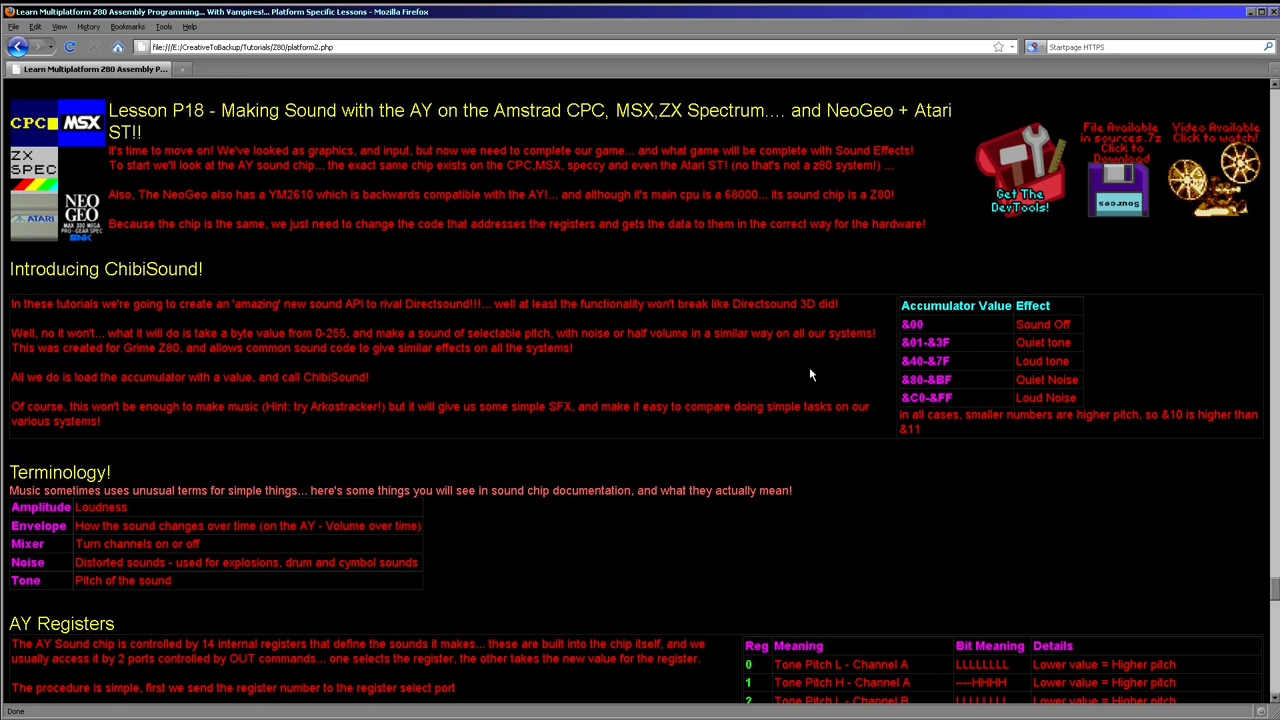 Learn Multiplatform Z80 Assembly Programming... With Vampires!... Platform Specific Lessons - Mozilla Firefox
File Edit View History Bookmarks Tools Help
file:///E:/CreativeToBackup/Tutorials/Z80/platform2.php
Startpage HTTPS
Learn Multiplatform Z80 Assembly P...
CPC
MSX
ZX
SPEC
ATARI
NEO
GEO
MAX 330 MEGA
PRO-GEAR SPEC
SNK
Lesson P18 - Making Sound with the AY on the Amstrad CPC, MSX,ZX Spectrum.... and NeoGeo + Atari
ST!!
It's time to move on! We've looked as graphics, and input, but now we need to complete our game... and what game will be complete with Sound Effects!
To start we'll look at the AY sound chip... the exact same chip exists on the CPC,MSX, speccy and even the Atari ST! (no that's not a z80 system!) ...
Also, The NeoGeo also has a YM2610 which is backwards compatible with the AY!... and although it's main cpu is a 68000... its sound chip is a Z80!
Because the chip is the same, we just need to change the code that addresses the registers and gets the data to them in the correct way for the hardware!
Get The
DevTools!
File Available
in sources.7z
Click to
Download
sources
Video Available
Click to watch!
Introducing ChibiSound!
In these tutorials we're going to create an 'amazing' new sound API to rival Directsound!!!... well at least the functionality won't break like Directsound 3D did!
Well, no it won't... what it will do is take a byte value from 0-255, and make a sound of selectable pitch, with noise or half volume in a similar way on all our systems!
This was created for Grime Z80, and allows common sound code to give similar effects on all the systems!
All we do is load the accumulator with a value, and call ChibiSound!
Of course, this won't be enough to make music (Hint: try Arkostracker!) but it will give us some simple SFX, and make it easy to compare doing simple tasks on our
various systems!
Accumulator Value Effect
&00 Sound Off
&01-&3F Quiet tone
&40-&7F Loud tone
&80-&BF Quiet Noise
&C0-&FF Loud Noise
In all cases, smaller numbers are higher pitch, so &10 is higher than
&11
Terminology!
Music sometimes uses unusual terms for simple things... here's some things you will see in sound chip documentation, and what they actually mean!
Amplitude Loudness
Envelope How the sound changes over time (on the AY - Volume over time)
Mixer Turn channels on or off
Noise Distorted sounds - used for explosions, drum and cymbol sounds
Tone Pitch of the sound
AY Registers
The AY Sound chip is controlled by 14 internal registers that define the sounds it makes... these are built into the chip itself, and we
usually access it by 2 ports controlled by OUT commands... one selects the register, the other takes the new value for the register.
The procedure is simple, first we send the register number to the register select port
Reg Meaning Bit Meaning Details
0 Tone Pitch L - Channel A LLLLLLLL Lower value = Higher pitch
1 Tone Pitch H - Channel A ----HHHH Lower value = Higher pitch
2 Tone Pitch L - Channel B LLLLLLLL Lower value = Higher pitch
Done